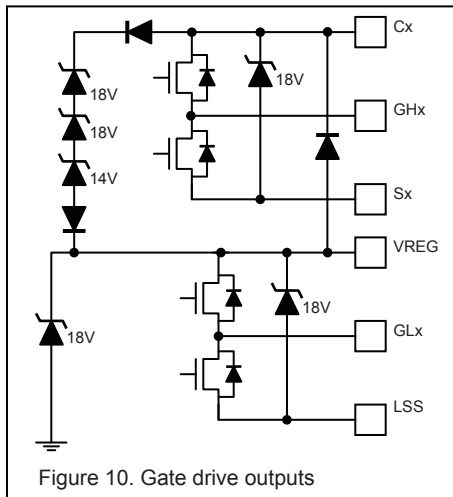 Cx
18V
18V
18V
GHx
14V
Sx
VREG
18V
18V
GLx
LSS
Figure 10. Gate drive outputs